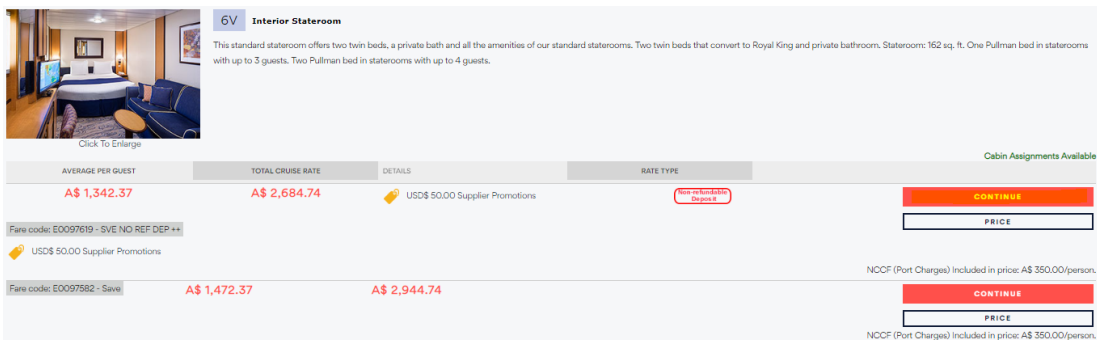 6V Interior Stateroom
This standard stateroom offers two twin beds, a private bath and all the amenities of our standard staterooms. Two twin beds that convert to Royal King and private bathroom. Stateroom: 162 sq. ft. One Pullman bed in staterooms
with up to 3 guests. Two Pullman bed in staterooms with up to 4 guests.
Click To Enlarge
Cabin Assignments Available
AVERAGE PER GUEST TOTAL CRUISE RATE DETAILS RATE TYPE
A$ 1,342.37 A$ 2,684.74 USD$ 50.00 Supplier Promotions Non-refundable
Deposit
CONTINUE
PRICE
Fare code: E0097619 - SVE NO REF DEP ++
USD$ 50.00 Supplier Promotions
NCCF (Port Charges) Included in price: A$ 350.00/person.
Fare code: E0097582 - Save A$ 1,472.37 A$ 2,944.74
CONTINUE
PRICE
NCCF (Port Charges) Included in price: A$ 350.00/person.